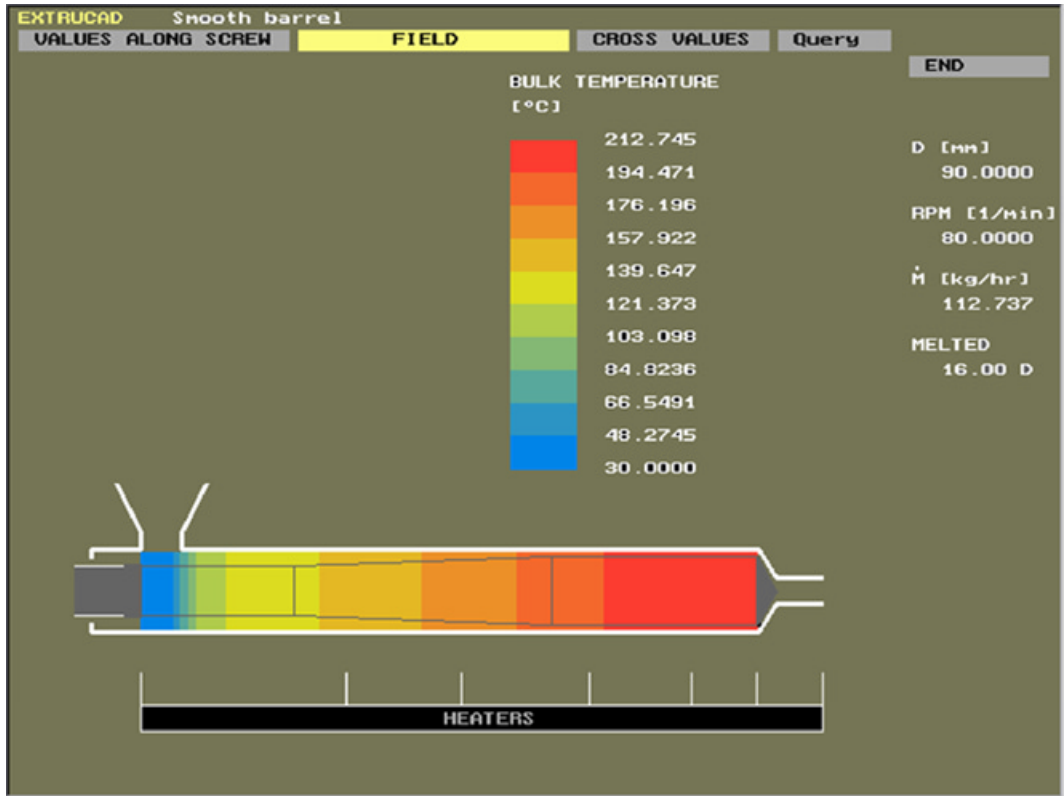 EXTRUCAD Smooth barrel
VALUES ALONG SCREW FIELD CROSS VALUES Query
END
BULK TEMPERATURE
[°C]
212.745
194.471
176.196
157.922
139.647
121.373
103.098
84.8236
66.5491
48.2745
30.0000
D [mm]
90.0000
RPM [1/min]
80.0000
Ṁ [kg/hr]
112.737
MELTED
16.00 D
HEATERS